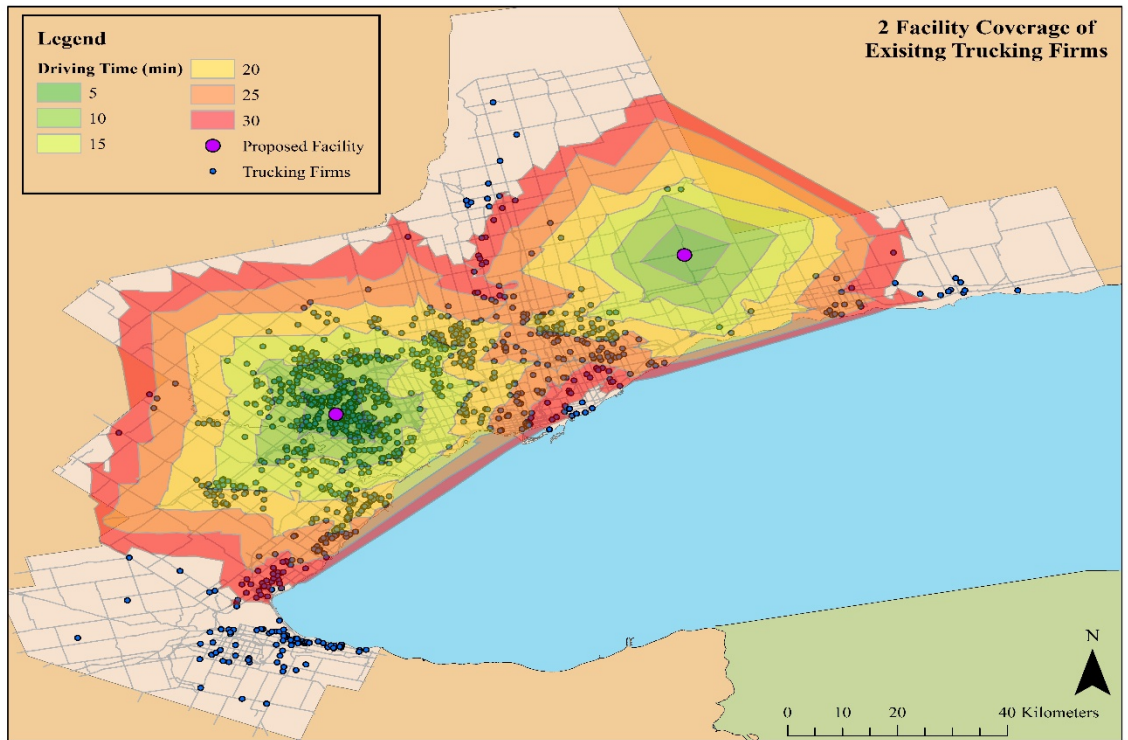 2 Facility Coverage of
Exisitng Trucking Firms
Legend
Driving Time (min)
5
10
15
20
25
30
Proposed Facility
Trucking Firms
N
0 10 20 40 Kilometers